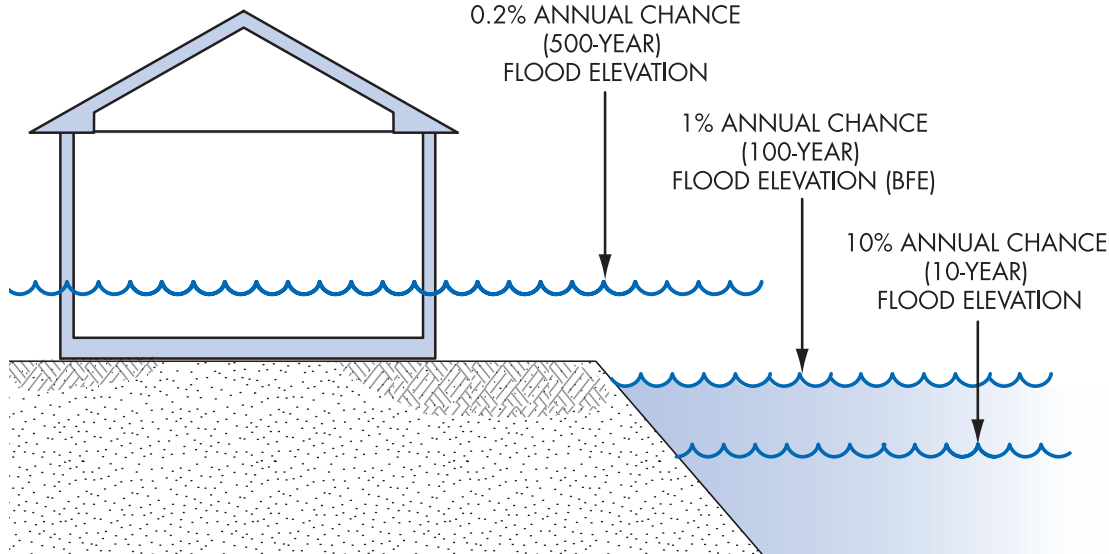 0.2% ANNUAL CHANCE
(500-YEAR)
FLOOD ELEVATION
1% ANNUAL CHANCE
(100-YEAR)
FLOOD ELEVATION (BFE)
10% ANNUAL CHANCE
(10-YEAR)
FLOOD ELEVATION